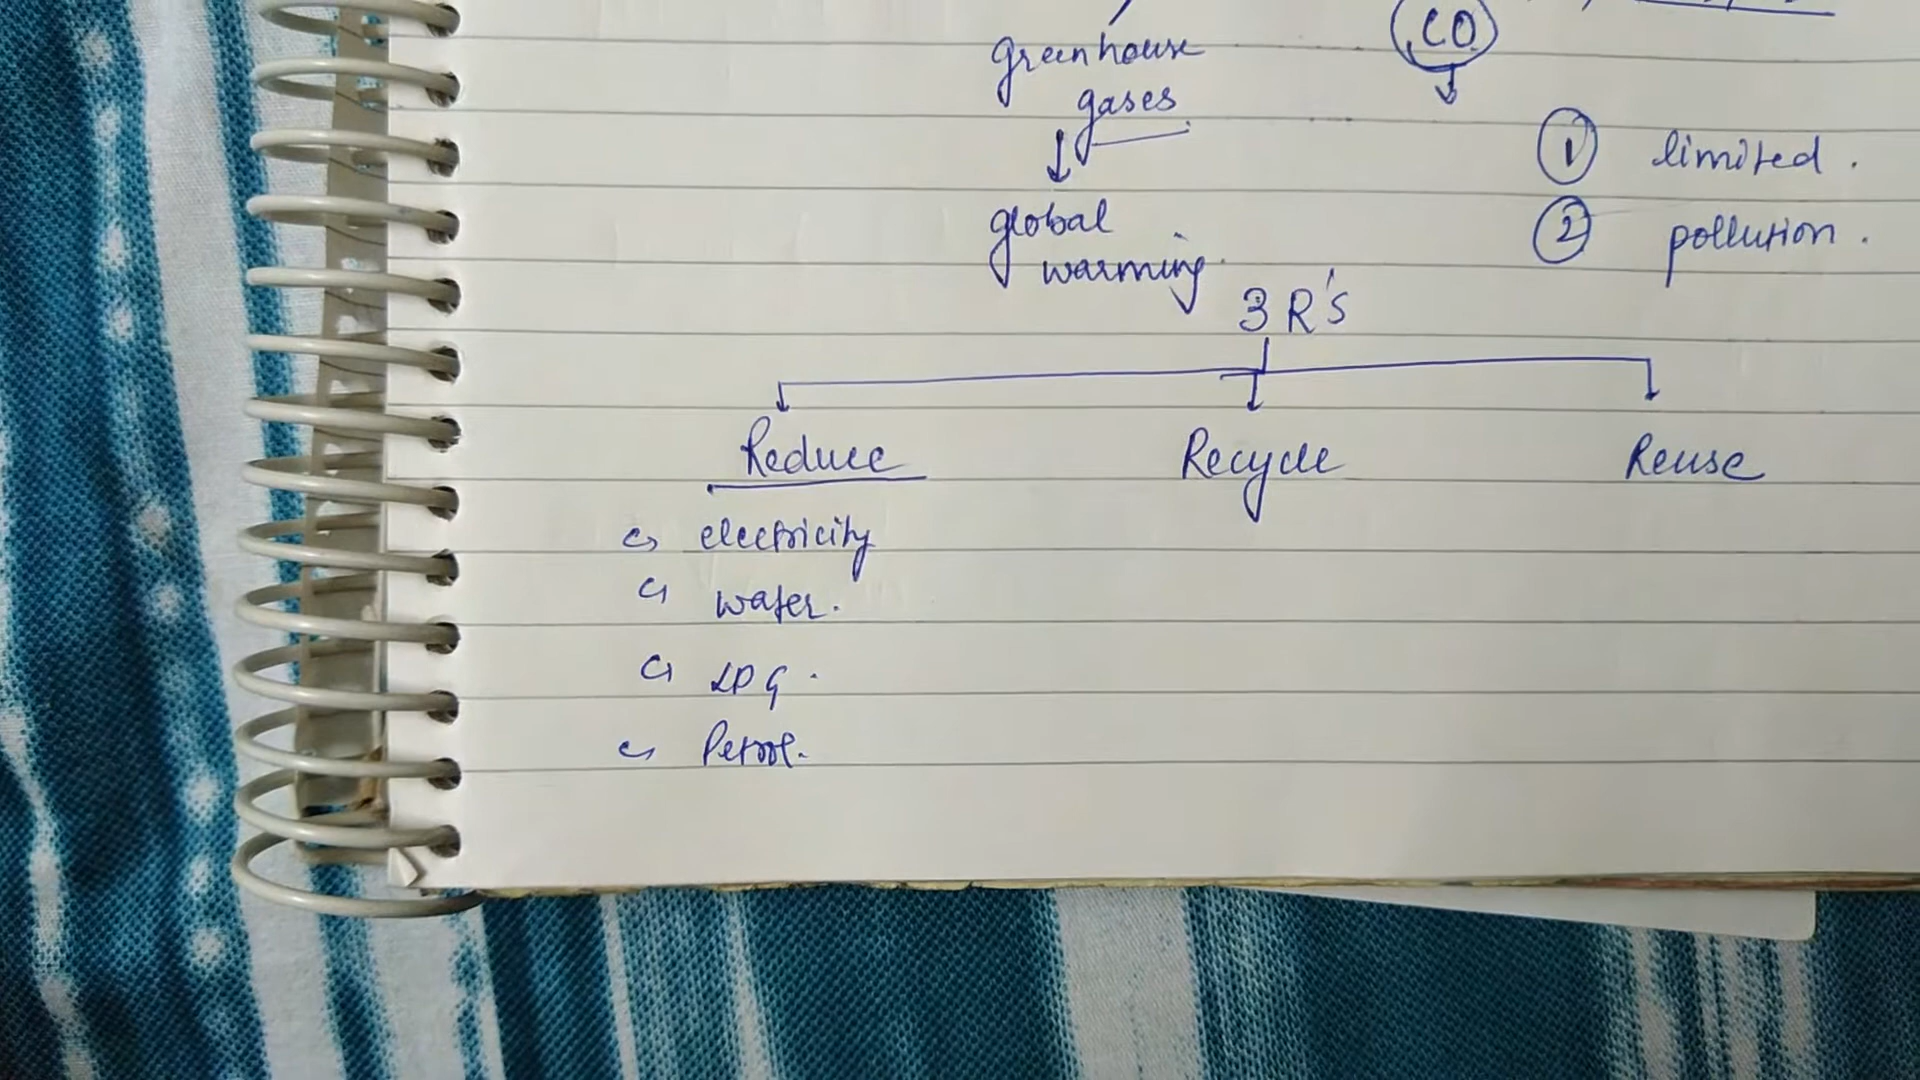 greenhouse
gases
global
warming.
CO
① limited.
② pollution.
3 R's
Reduce
Recycle
Reuse
electricity
water.
LPG.
Petrol.